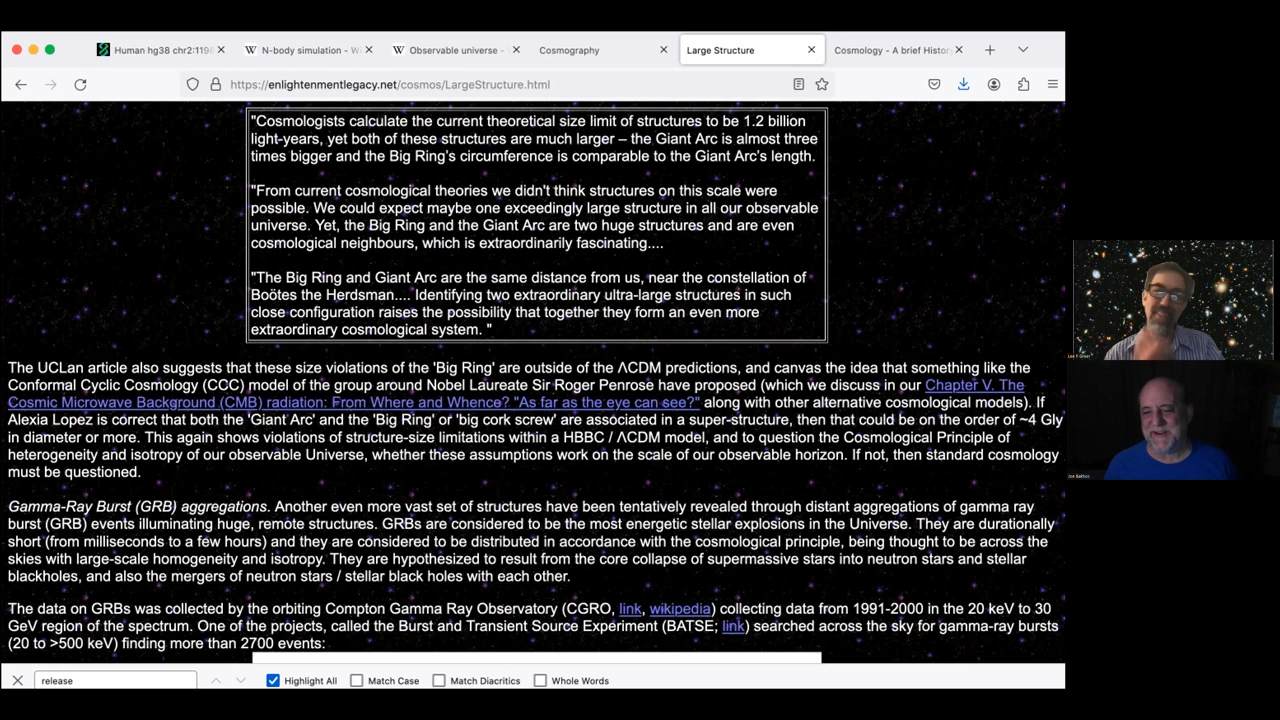 Human hg38 chr2:1198
N-body simulation - Wi
Observable universe -
Cosmography
Large Structure
Cosmology - A brief Histor
https://enlightenmentlegacy.net/cosmos/LargeStructure.html
"Cosmologists calculate the current theoretical size limit of structures to be 1.2 billion
light-years, yet both of these structures are much larger – the Giant Arc is almost three
times bigger and the Big Ring's circumference is comparable to the Giant Arc's length.
"From current cosmological theories we didn't think structures on this scale were
possible. We could expect maybe one exceedingly large structure in all our observable
universe. Yet, the Big Ring and the Giant Arc are two huge structures and are even
cosmological neighbours, which is extraordinarily fascinating....
"The Big Ring and Giant Arc are the same distance from us, near the constellation of
Boötes the Herdsman.... Identifying two extraordinary ultra-large structures in such
close configuration raises the possibility that together they form an even more
extraordinary cosmological system. "
The UCLan article also suggests that these size violations of the 'Big Ring' are outside of the ΛCDM predictions, and canvas the idea that something like the
Conformal Cyclic Cosmology (CCC) model of the group around Nobel Laureate Sir Roger Penrose have proposed (which we discuss in our Chapter V. The
Cosmic Microwave Background (CMB) radiation: From Where and Whence? "As far as the eye can see?" along with other alternative cosmological models). If
Alexia Lopez is correct that both the 'Giant Arc' and the 'Big Ring' or 'big cork screw' are associated in a super-structure, then that could be on the order of ~4 Gly
in diameter or more. This again shows violations of structure-size limitations within a HBBC / ΛCDM model, and to question the Cosmological Principle of
heterogeneity and isotropy of our observable Universe, whether these assumptions work on the scale of our observable horizon. If not, then standard cosmology
must be questioned.
Gamma-Ray Burst (GRB) aggregations. Another even more vast set of structures have been tentatively revealed through distant aggregations of gamma ray
burst (GRB) events illuminating huge, remote structures. GRBs are considered to be the most energetic stellar explosions in the Universe. They are durationally
short (from milliseconds to a few hours) and they are considered to be distributed in accordance with the cosmological principle, being thought to be across the
skies with large-scale homogeneity and isotropy. They are hypothesized to result from the core collapse of supermassive stars into neutron stars and stellar
blackholes, and also the mergers of neutron stars / stellar black holes with each other.
The data on GRBs was collected by the orbiting Compton Gamma Ray Observatory (CGRO, link, wikipedia) collecting data from 1991-2000 in the 20 keV to 30
GeV region of the spectrum. One of the projects, called the Burst and Transient Source Experiment (BATSE; link) searched across the sky for gamma-ray bursts
(20 to >500 keV) finding more than 2700 events:
release
Highlight All
Match Case
Match Diacritics
Whole Words
Joe Bakhos